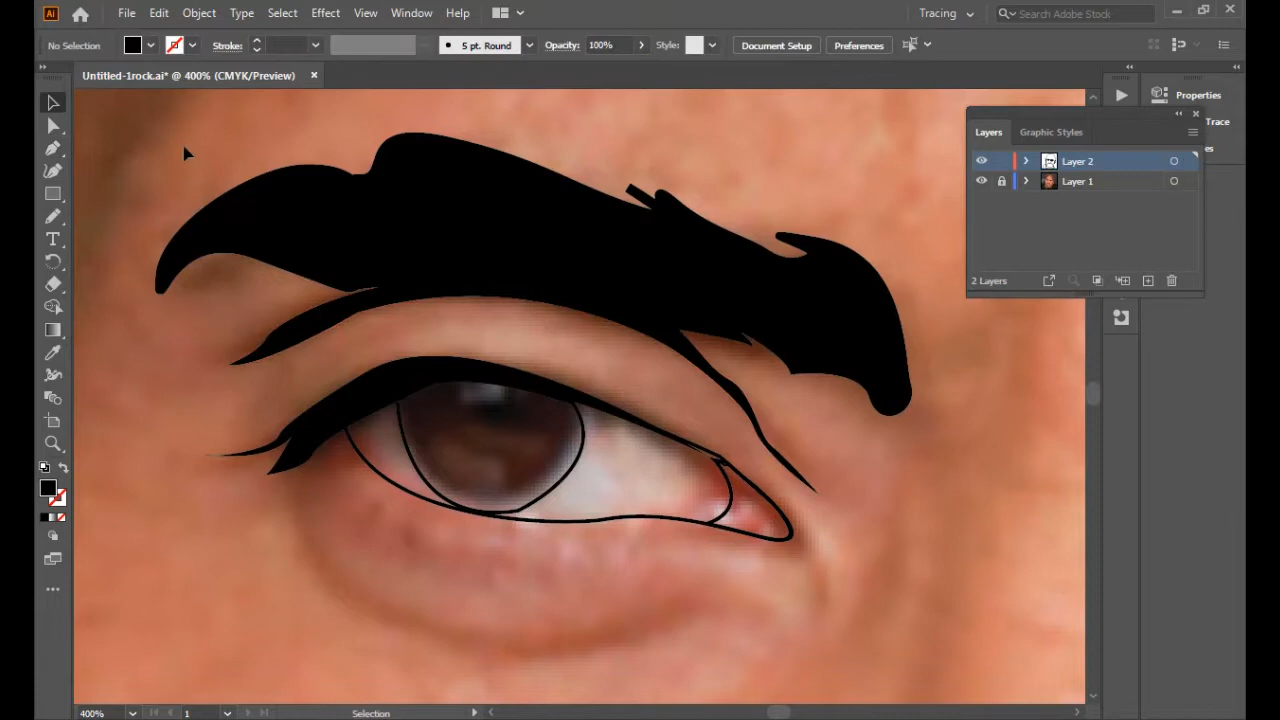 Ai File Edit Object Type Select Effect View Window Help Tracing Search Adobe Stock
No Selection Stroke: 5 pt. Round Opacity: 100% Style: Document Setup Preferences
Untitled-1rock.ai* @ 400% (CMYK/Preview) ×
Properties
Trace
Layers Graphic Styles
Layer 2
Layer 1
2 Layers
400% 1 Selection